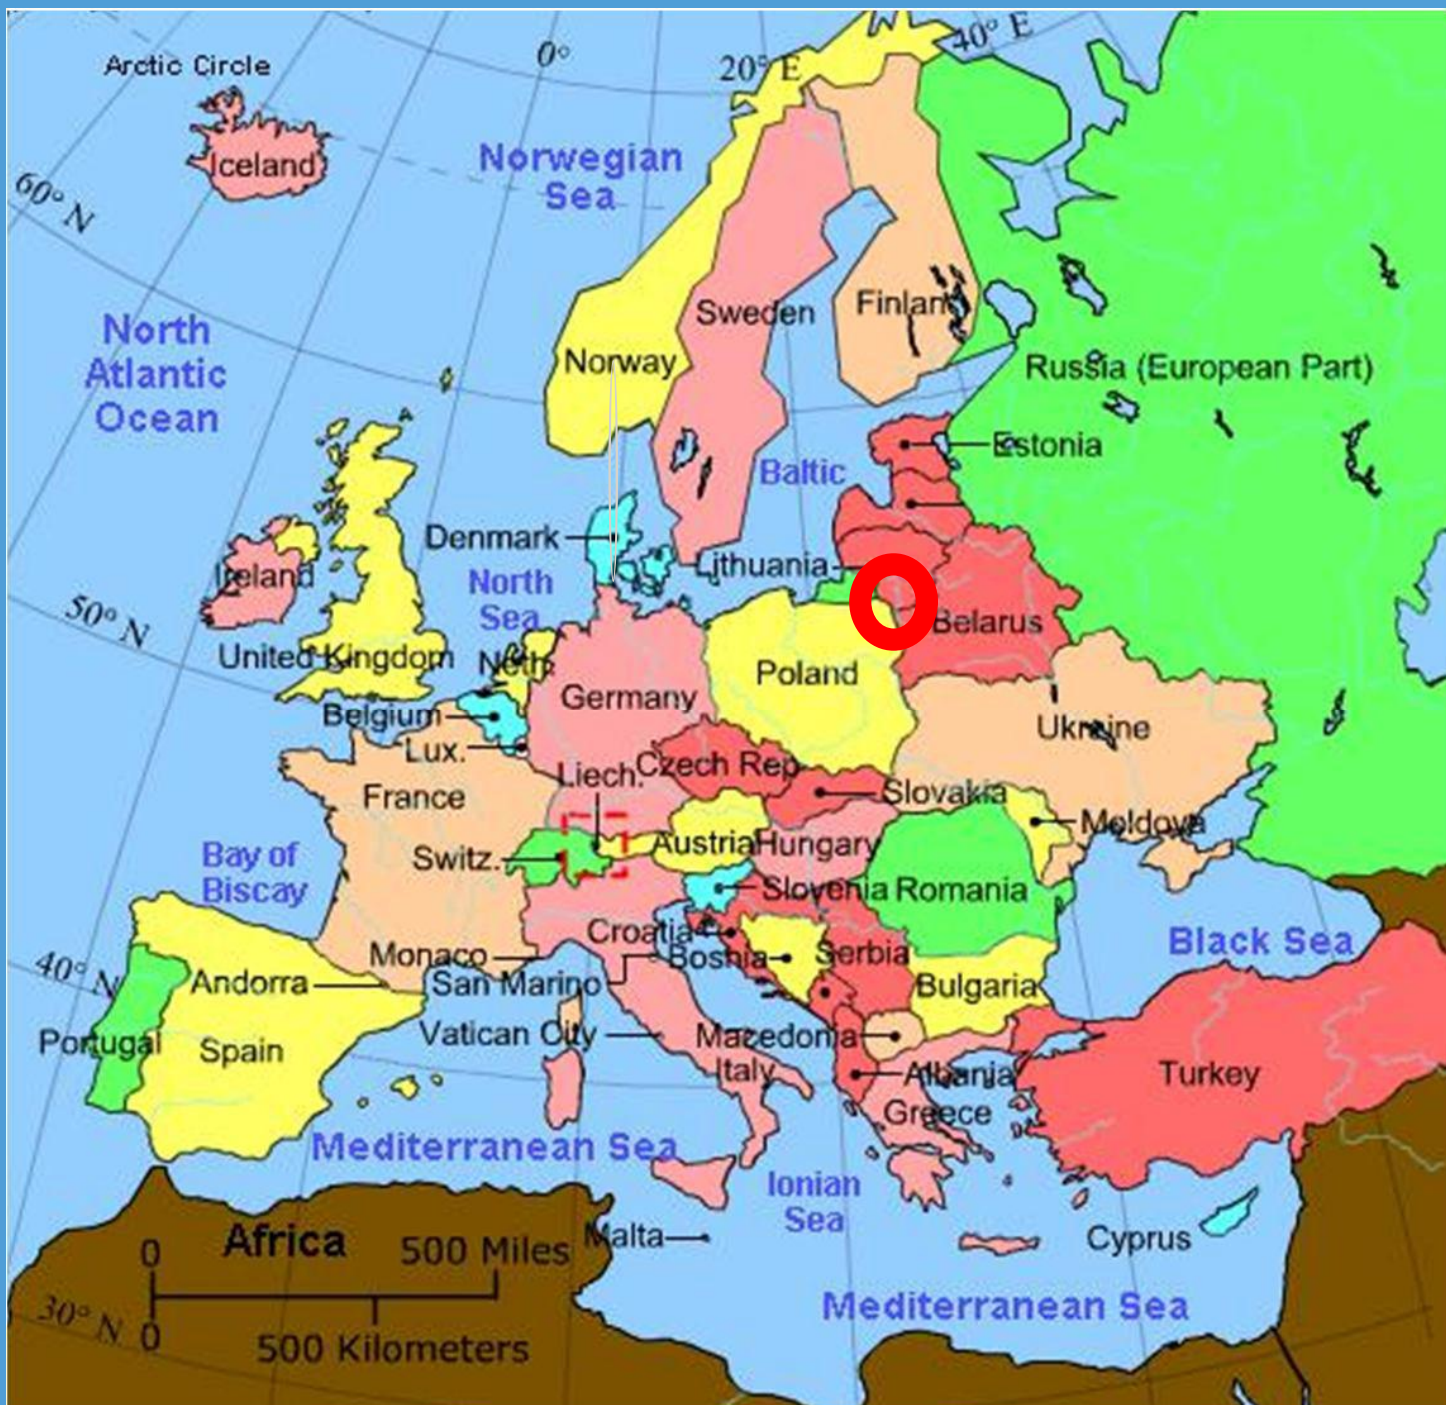 Arctic Circle
0°
20° E
40° E
Iceland
Norwegian
Sea
60° N
North
Atlantic
Ocean
Sweden
Finland
Norway
Russia (European Part)
Estonia
Baltic
Denmark
Lithuania
North
Sea
Ireland
50° N
Belarus
United Kingdom
Neth.
Poland
Germany
Belgium
Ukraine
Lux.
Czech Rep
Liech.
Slovakia
France
Moldova
Switz.
Austria
Hungary
Bay of
Biscay
Slovenia
Romania
Croatia
Serbia
Black Sea
Monaco
Bosnia
40° N
Andorra
San Marino
Bulgaria
Vatican City
Macedonia
Portugal
Spain
Italy
Albania
Turkey
Greece
Mediterranean Sea
Ionian
Sea
Malta
Cyprus
Africa
0
500 Miles
Mediterranean Sea
30° N
0
500 Kilometers